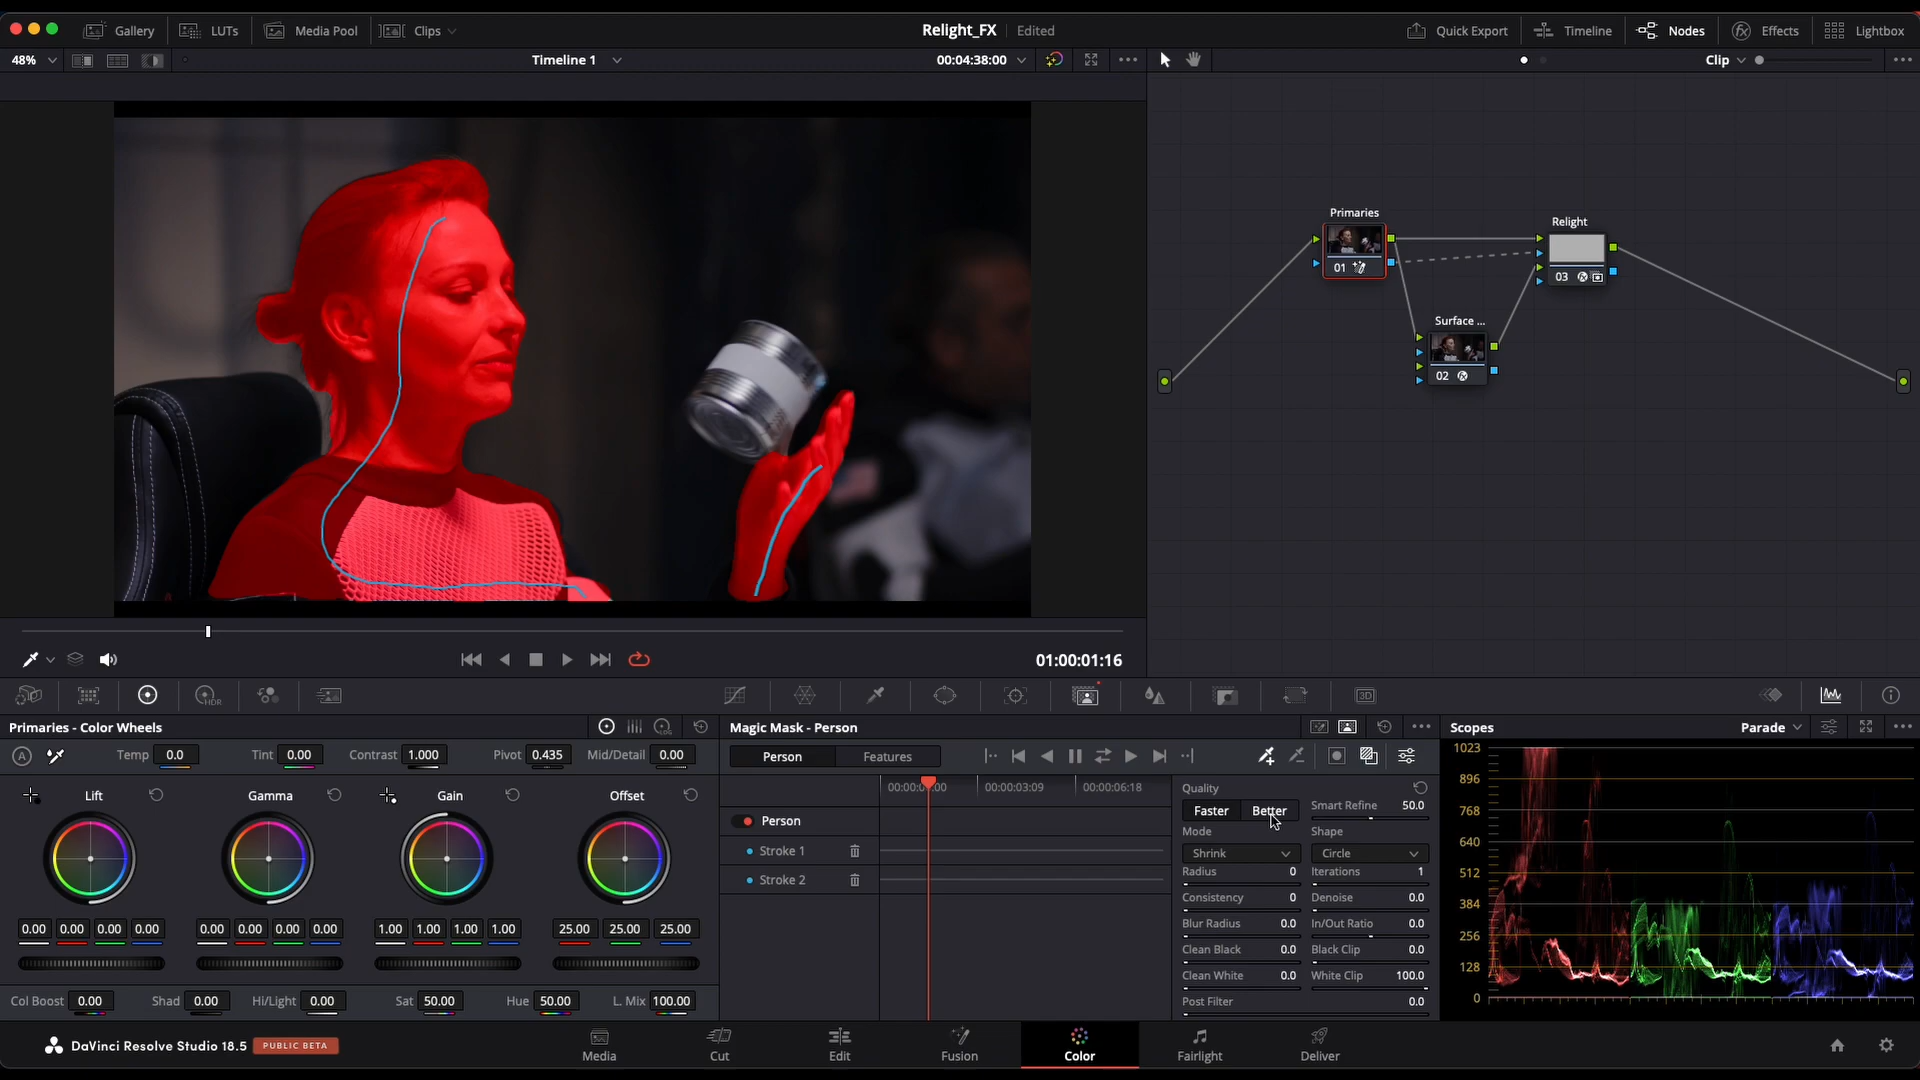 Gallery LUTs Media Pool Clips Relight_FX Edited Quick Export Timeline Nodes Effects Lightbox
48% Timeline 1 00:04:38:00 Clip
Primaries
01
Relight
03
Surface ...
02
01:00:01:16
HDR
3D
Primaries - Color Wheels
LOG
A Temp 0.0 Tint 0.00 Contrast 1.000 Pivot 0.435 Mid/Detail 0.00
Lift Gamma Gain Offset
0.00 0.00 0.00 0.00 0.00 0.00 0.00 0.00 1.00 1.00 1.00 1.00 25.00 25.00 25.00
Col Boost 0.00 Shad 0.00 Hi/Light 0.00 Sat 50.00 Hue 50.00 L. Mix 100.00
Magic Mask - Person
Person Features
00:00:03:09 00:00:06:18
Person
Stroke 1
Stroke 2
Quality
Faster Better Smart Refine 50.0
Mode Shape
Shrink Circle
Radius 0 Iterations 1
Consistency 0 Denoise 0.0
Blur Radius 0.0 In/Out Ratio 0.0
Clean Black 0.0 Black Clip 0.0
Clean White 0.0 White Clip 100.0
Post Filter 0.0
Scopes Parade
1023
896
768
640
512
384
256
128
0
DaVinci Resolve Studio 18.5 PUBLIC BETA
Media Cut Edit Fusion Color Fairlight Deliver